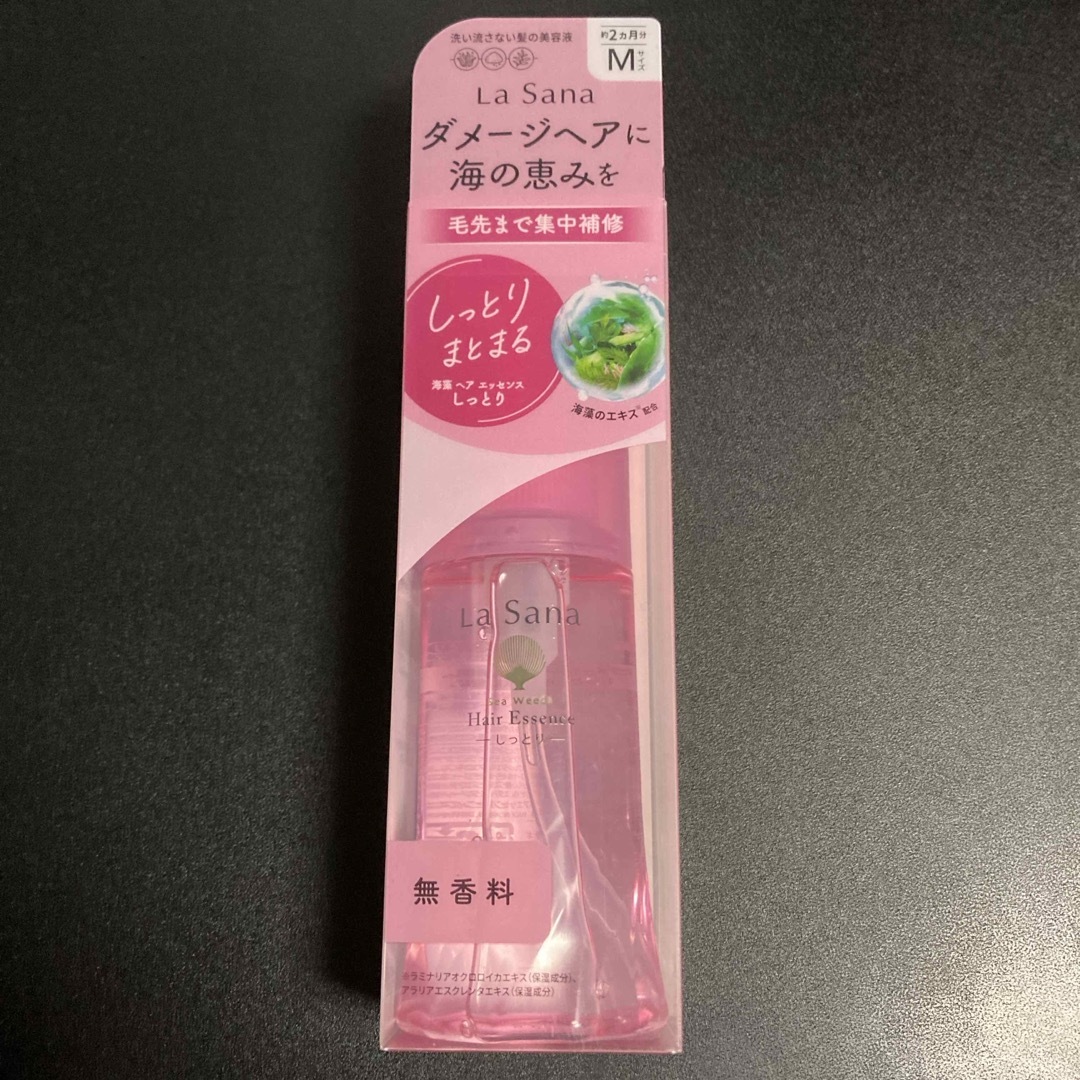 洗い流さない髪の美容液
約2ヵ月分
Mサイズ
La Sana
ダメージヘアに
海の恵みを
毛先まで集中補修
しっとり
まとまる
海藻 ヘア エッセンス
しっとり
海藻のエキス※配合
La Sana
Sea Weeds
Hair Essence
―しっとり―
無香料
※ラミナリアオクロロイカエキス(保湿成分)、
アラリアエスクレンタエキス(保湿成分)